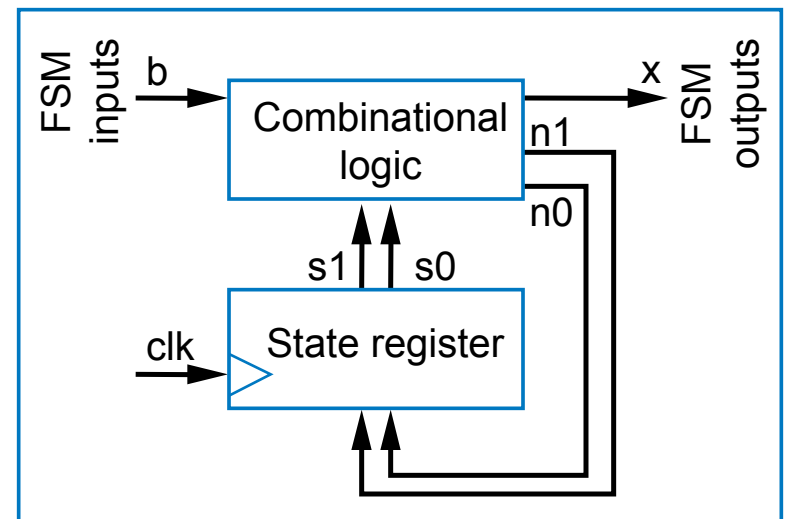 FSM
inputs
b
Combinational
logic
x
FSM
outputs
n1
n0
s1
s0
clk
State register